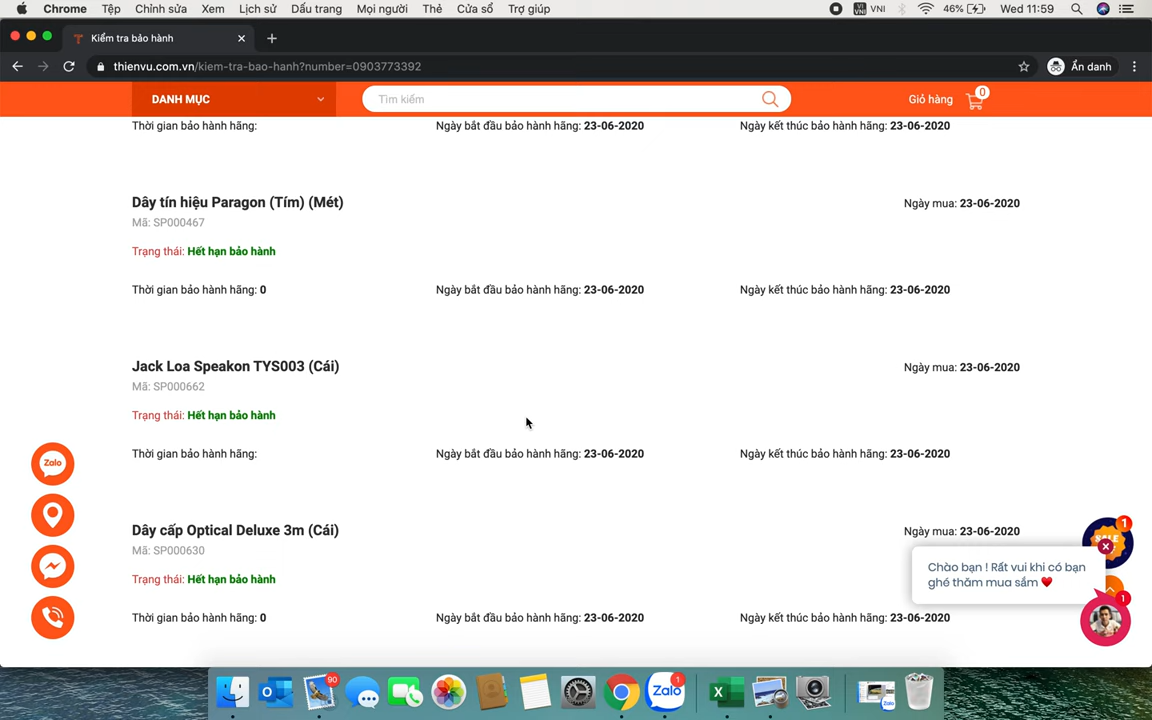 Chrome Tệp Chỉnh sửa Xem Lịch sử Dấu trang Mọi người Thẻ Cửa sổ Trợ giúp VI VNI VNI 46% Wed 11:59
Kiểm tra bảo hành
thienvu.com.vn/kiem-tra-bao-hanh?number=0903773392 Ẩn danh
DANH MỤC Tìm kiếm Giỏ hàng 0
Thời gian bảo hành hãng: Ngày bắt đầu bảo hành hãng: 23-06-2020 Ngày kết thúc bảo hành hãng: 23-06-2020
Dây tín hiệu Paragon (Tím) (Mét) Ngày mua: 23-06-2020
Mã: SP000467
Trạng thái: Hết hạn bảo hành
Thời gian bảo hành hãng: 0 Ngày bắt đầu bảo hành hãng: 23-06-2020 Ngày kết thúc bảo hành hãng: 23-06-2020
Jack Loa Speakon TYS003 (Cái) Ngày mua: 23-06-2020
Mã: SP000662
Trạng thái: Hết hạn bảo hành
Thời gian bảo hành hãng: Ngày bắt đầu bảo hành hãng: 23-06-2020 Ngày kết thúc bảo hành hãng: 23-06-2020
Zalo
Dây cấp Optical Deluxe 3m (Cái) Ngày mua: 23-06-2020
Mã: SP000630
1
SALE
Chào bạn ! Rất vui khi có bạn
ghé thăm mua sắm
Trạng thái: Hết hạn bảo hành
1
Thời gian bảo hành hãng: 0 Ngày bắt đầu bảo hành hãng: 23-06-2020 Ngày kết thúc bảo hành hãng: 23-06-2020
90 Zalo 1